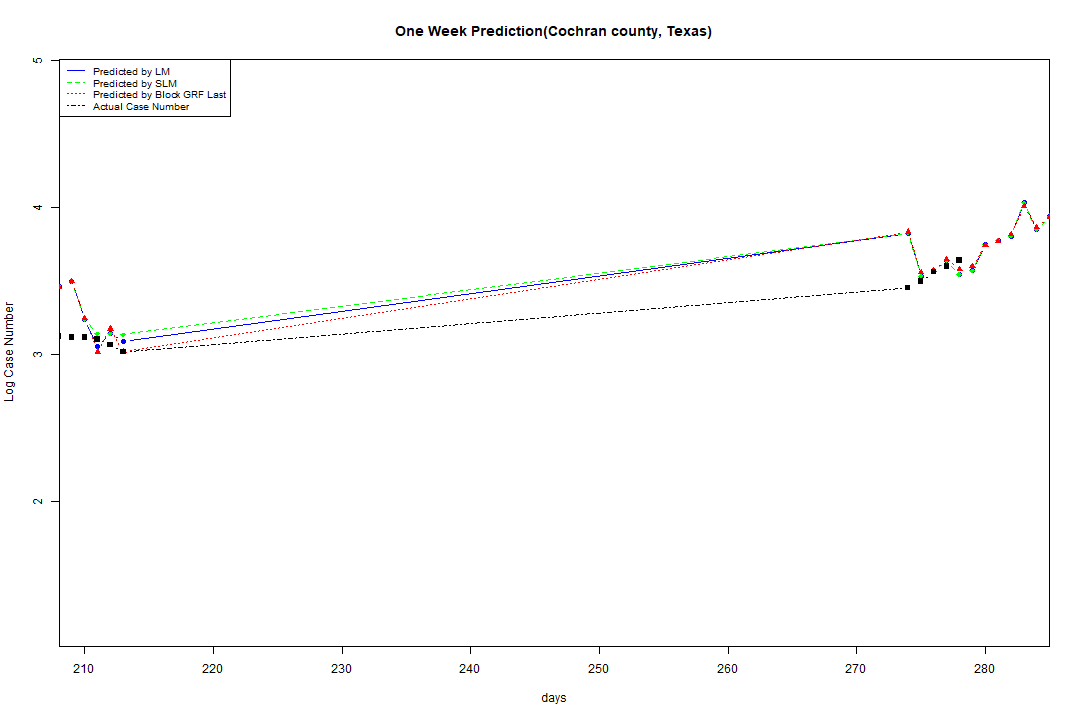 One Week Prediction(Cochran county, Texas)
Predicted by LM
Predicted by SLM
Predicted by Block GRF Last
Actual Case Number
5
4
3
2
Log Case Number
210 220 230 240 250 260 270 280
days